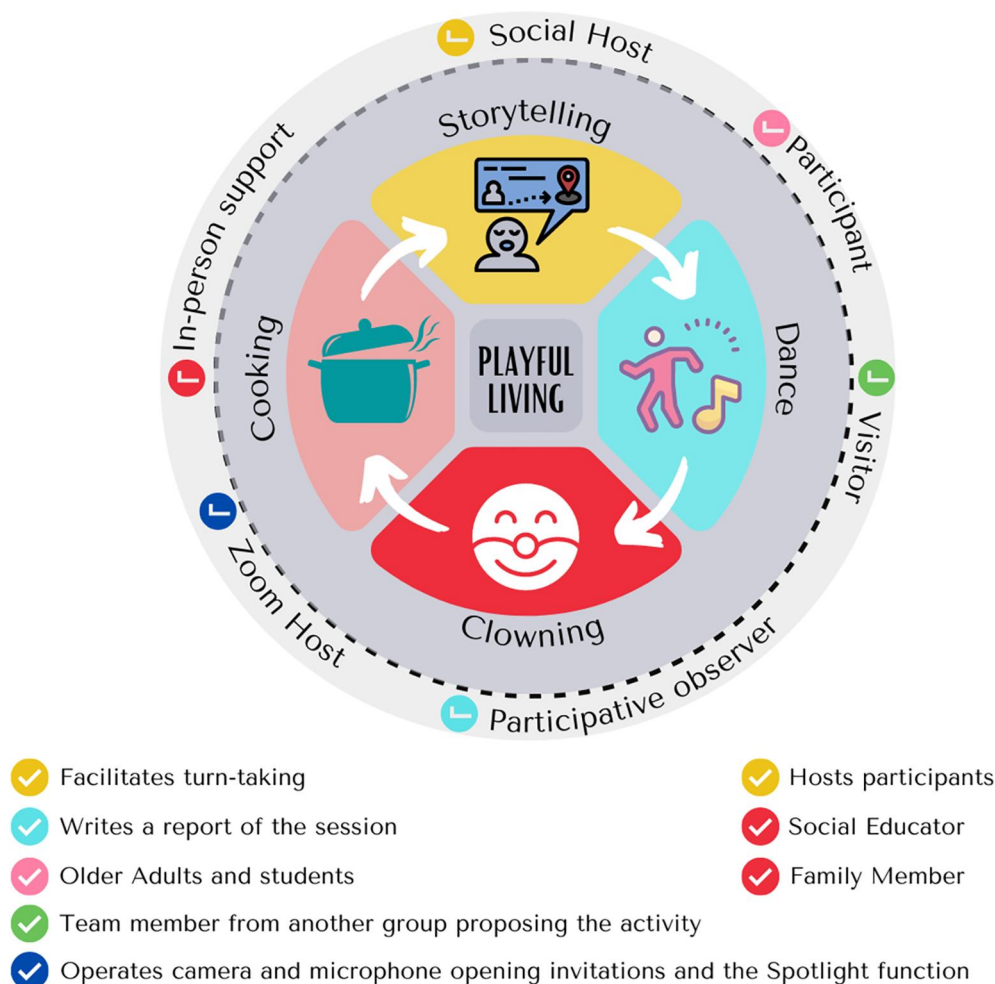 Social Host
Storytelling
Participant
In-person support
Cooking
PLAYFUL
LIVING
Dance
Visitor
Zoom Host
Clowning
Participative observer
Facilitates turn-taking
Hosts participants
Writes a report of the session
Social Educator
Older Adults and students
Family Member
Team member from another group proposing the activity
Operates camera and microphone opening invitations and the Spotlight function